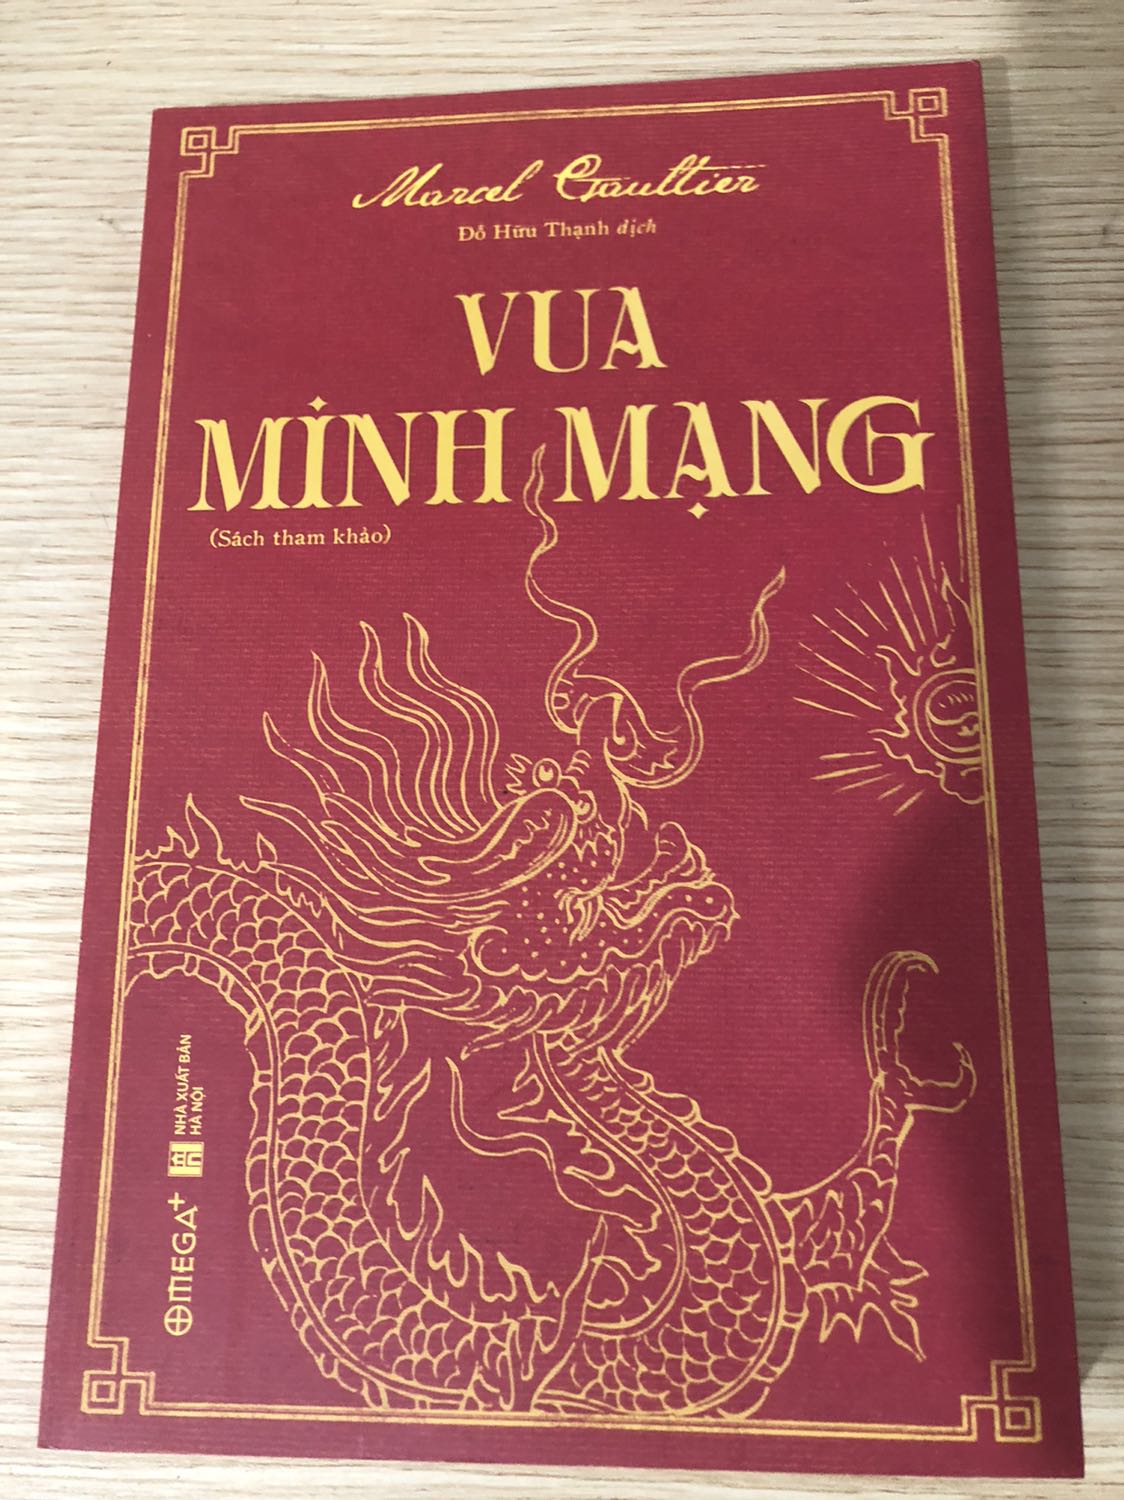 Marcel Gaultier
Đỗ Hữu Thạnh dịch
VUA
MINH MẠNG
(Sách tham khảo)
NHÀ XUẤT BẢN
HÀ NỘI
OMEGA+